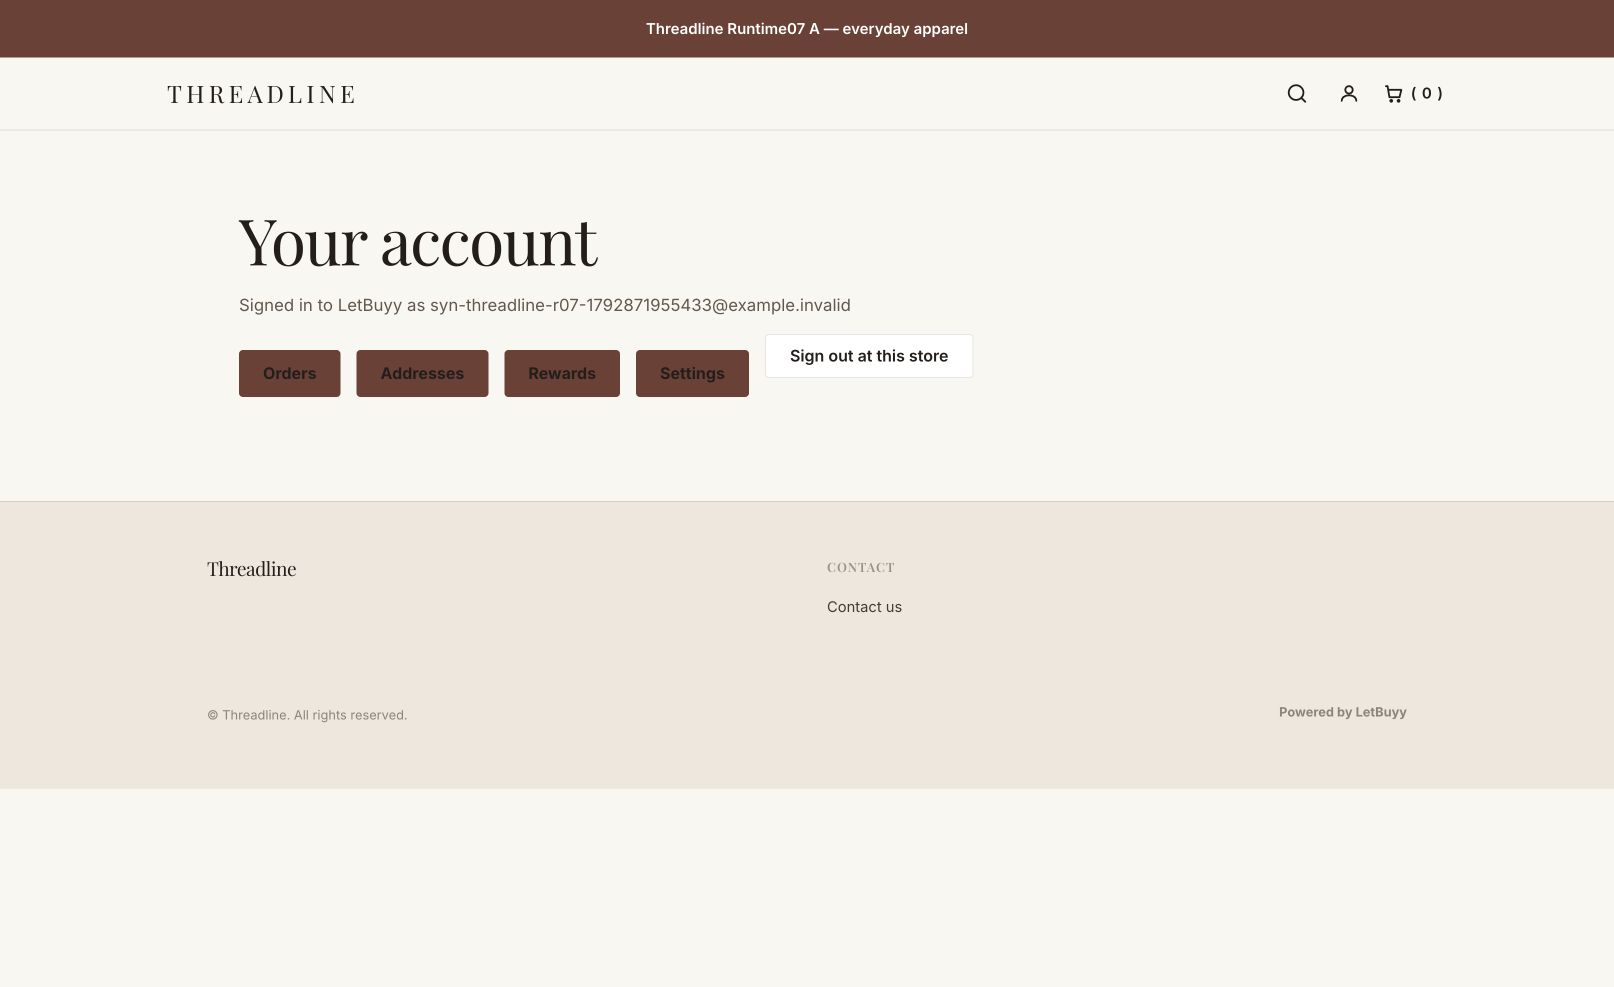 Threadline Runtime07 A — everyday apparel
THREADLINE
( 0 )
Your account
Signed in to LetBuyy as syn-threadline-r07-1792871955433@example.invalid
Orders
Addresses
Rewards
Settings
Sign out at this store
Threadline
CONTACT
Contact us
© Threadline. All rights reserved.
Powered by LetBuyy